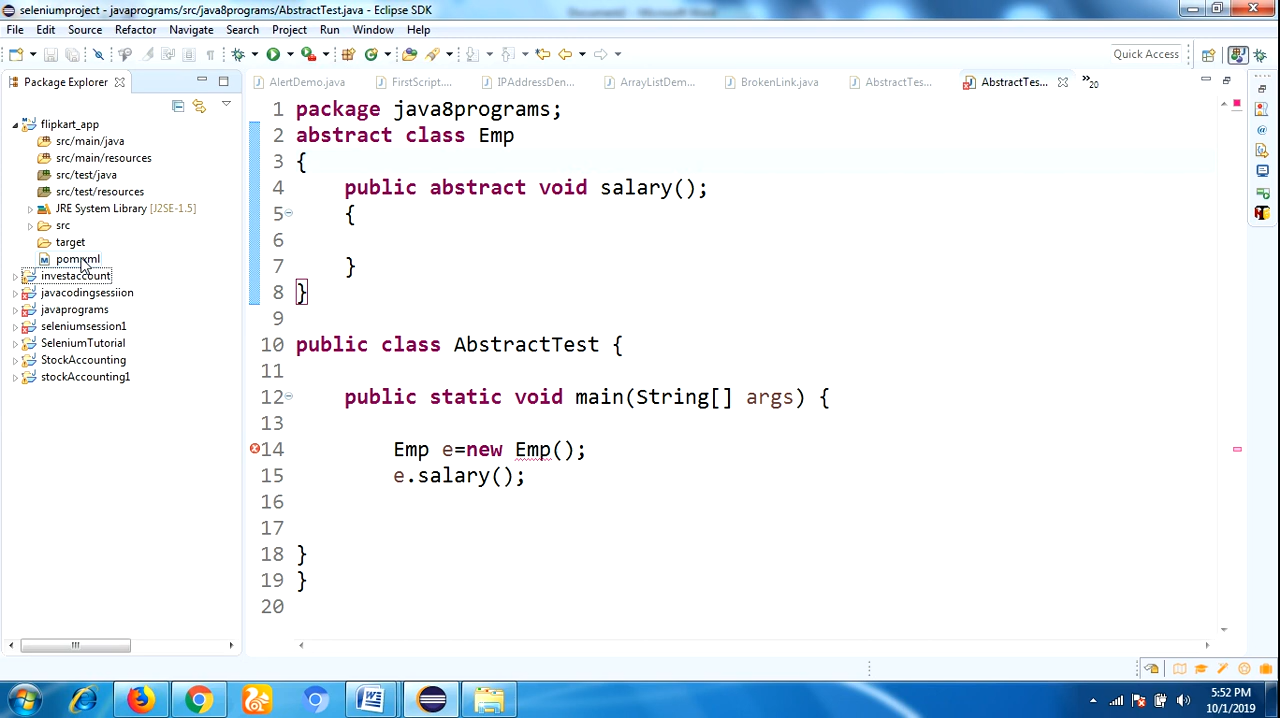 seleniumproject - javaprograms/src/java8programs/AbstractTest.java - Eclipse SDK
File Edit Source Refactor Navigate Search Project Run Window Help
Quick Access
Package Explorer
AlertDemo.java FirstScript.... IPAddressDen... ArrayListDem... BrokenLink.java AbstractTes... AbstractTes... »20
flipkart_app
src/main/java
src/main/resources
src/test/java
src/test/resources
JRE System Library [J2SE-1.5]
src
target
investaccount
javacodingsessiion
javaprograms
seleniumsession1
SeleniumTutorial
StockAccounting
stockAccounting1
1 package java8programs;
2 abstract class Emp
3 {
4 public abstract void salary();
5 {
6
7 }
8 }
9
10 public class AbstractTest {
11
12 public static void main(String[] args) {
13
14 Emp e=new Emp();
15 e.salary();
16
17
18 }
19 }
20
5:52 PM
10/1/2019